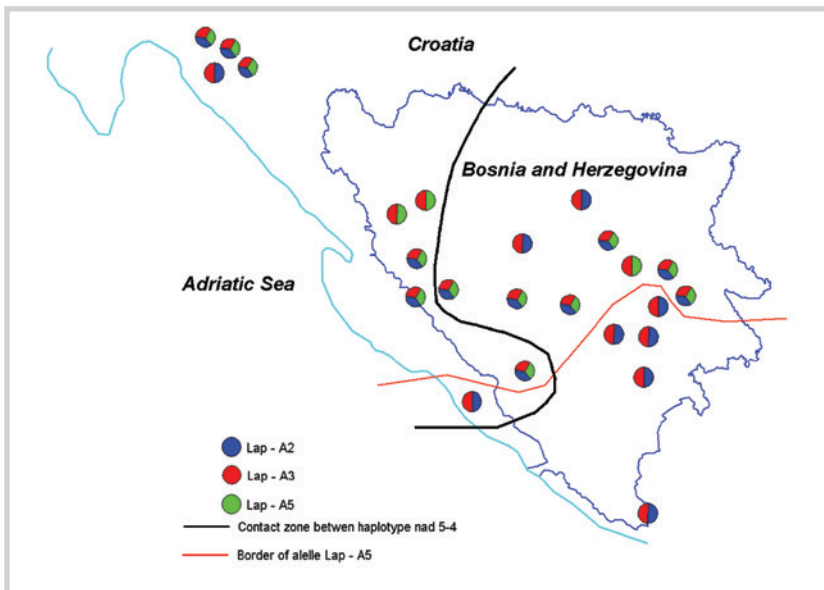 Croatia
Bosnia and Herzegovina
Adriatic Sea
Lap - A2
Lap - A3
Lap - A5
Contact zone betwen haplotype nad 5-4
Border of alelle Lap - A5